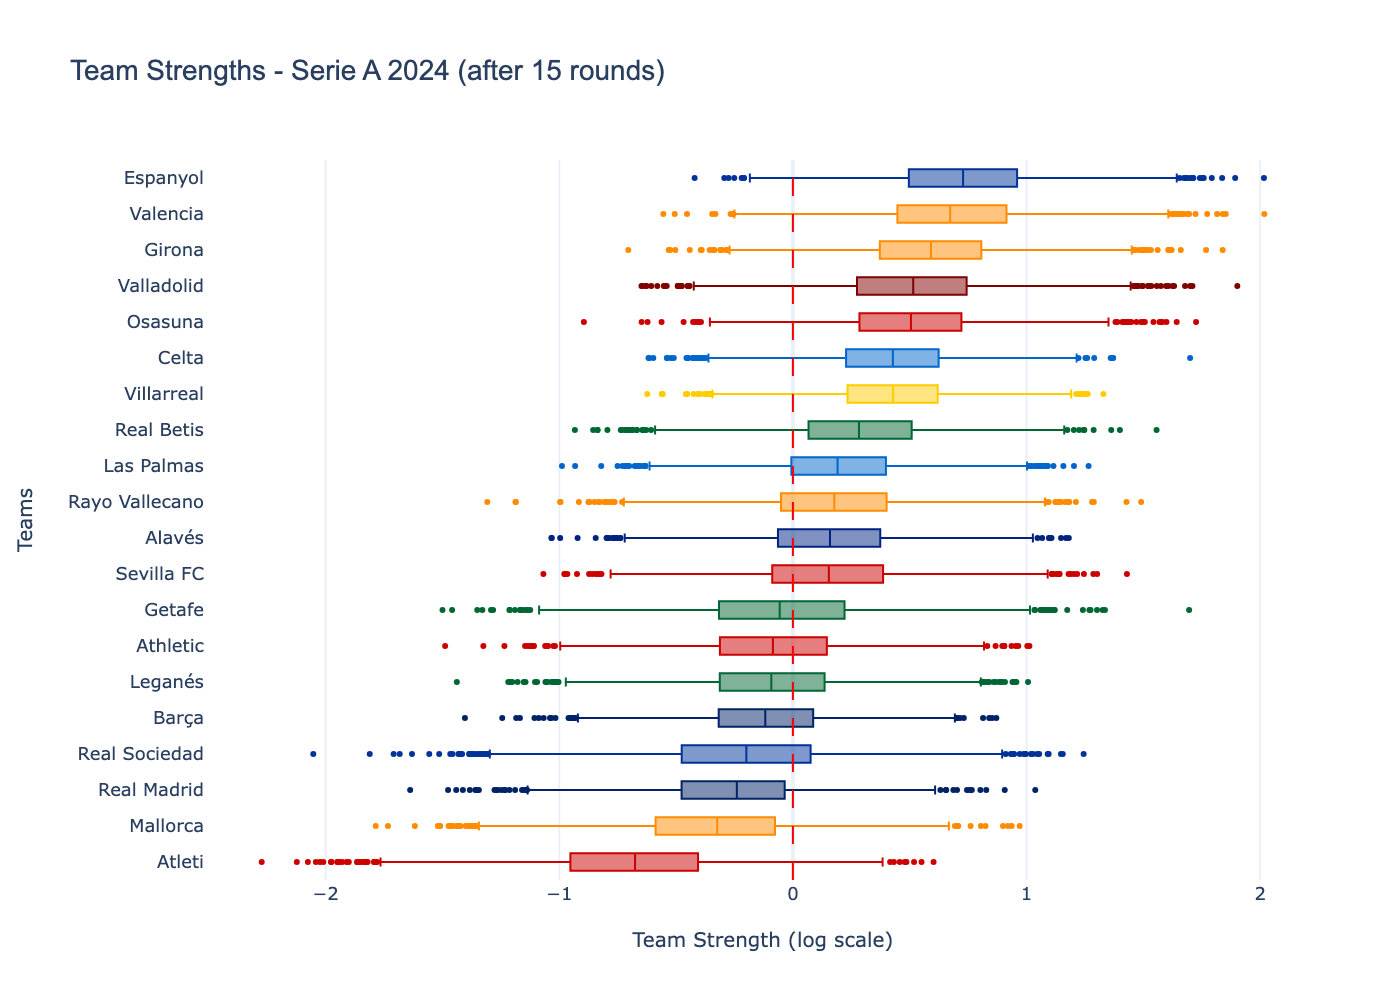 Team Strengths - Serie A 2024 (after 15 rounds)
Teams
Espanyol
Valencia
Girona
Valladolid
Osasuna
Celta
Villarreal
Real Betis
Las Palmas
Rayo Vallecano
Alavés
Sevilla FC
Getafe
Athletic
Leganés
Barça
Real Sociedad
Real Madrid
Mallorca
Atleti
−2 −1 0 1 2
Team Strength (log scale)